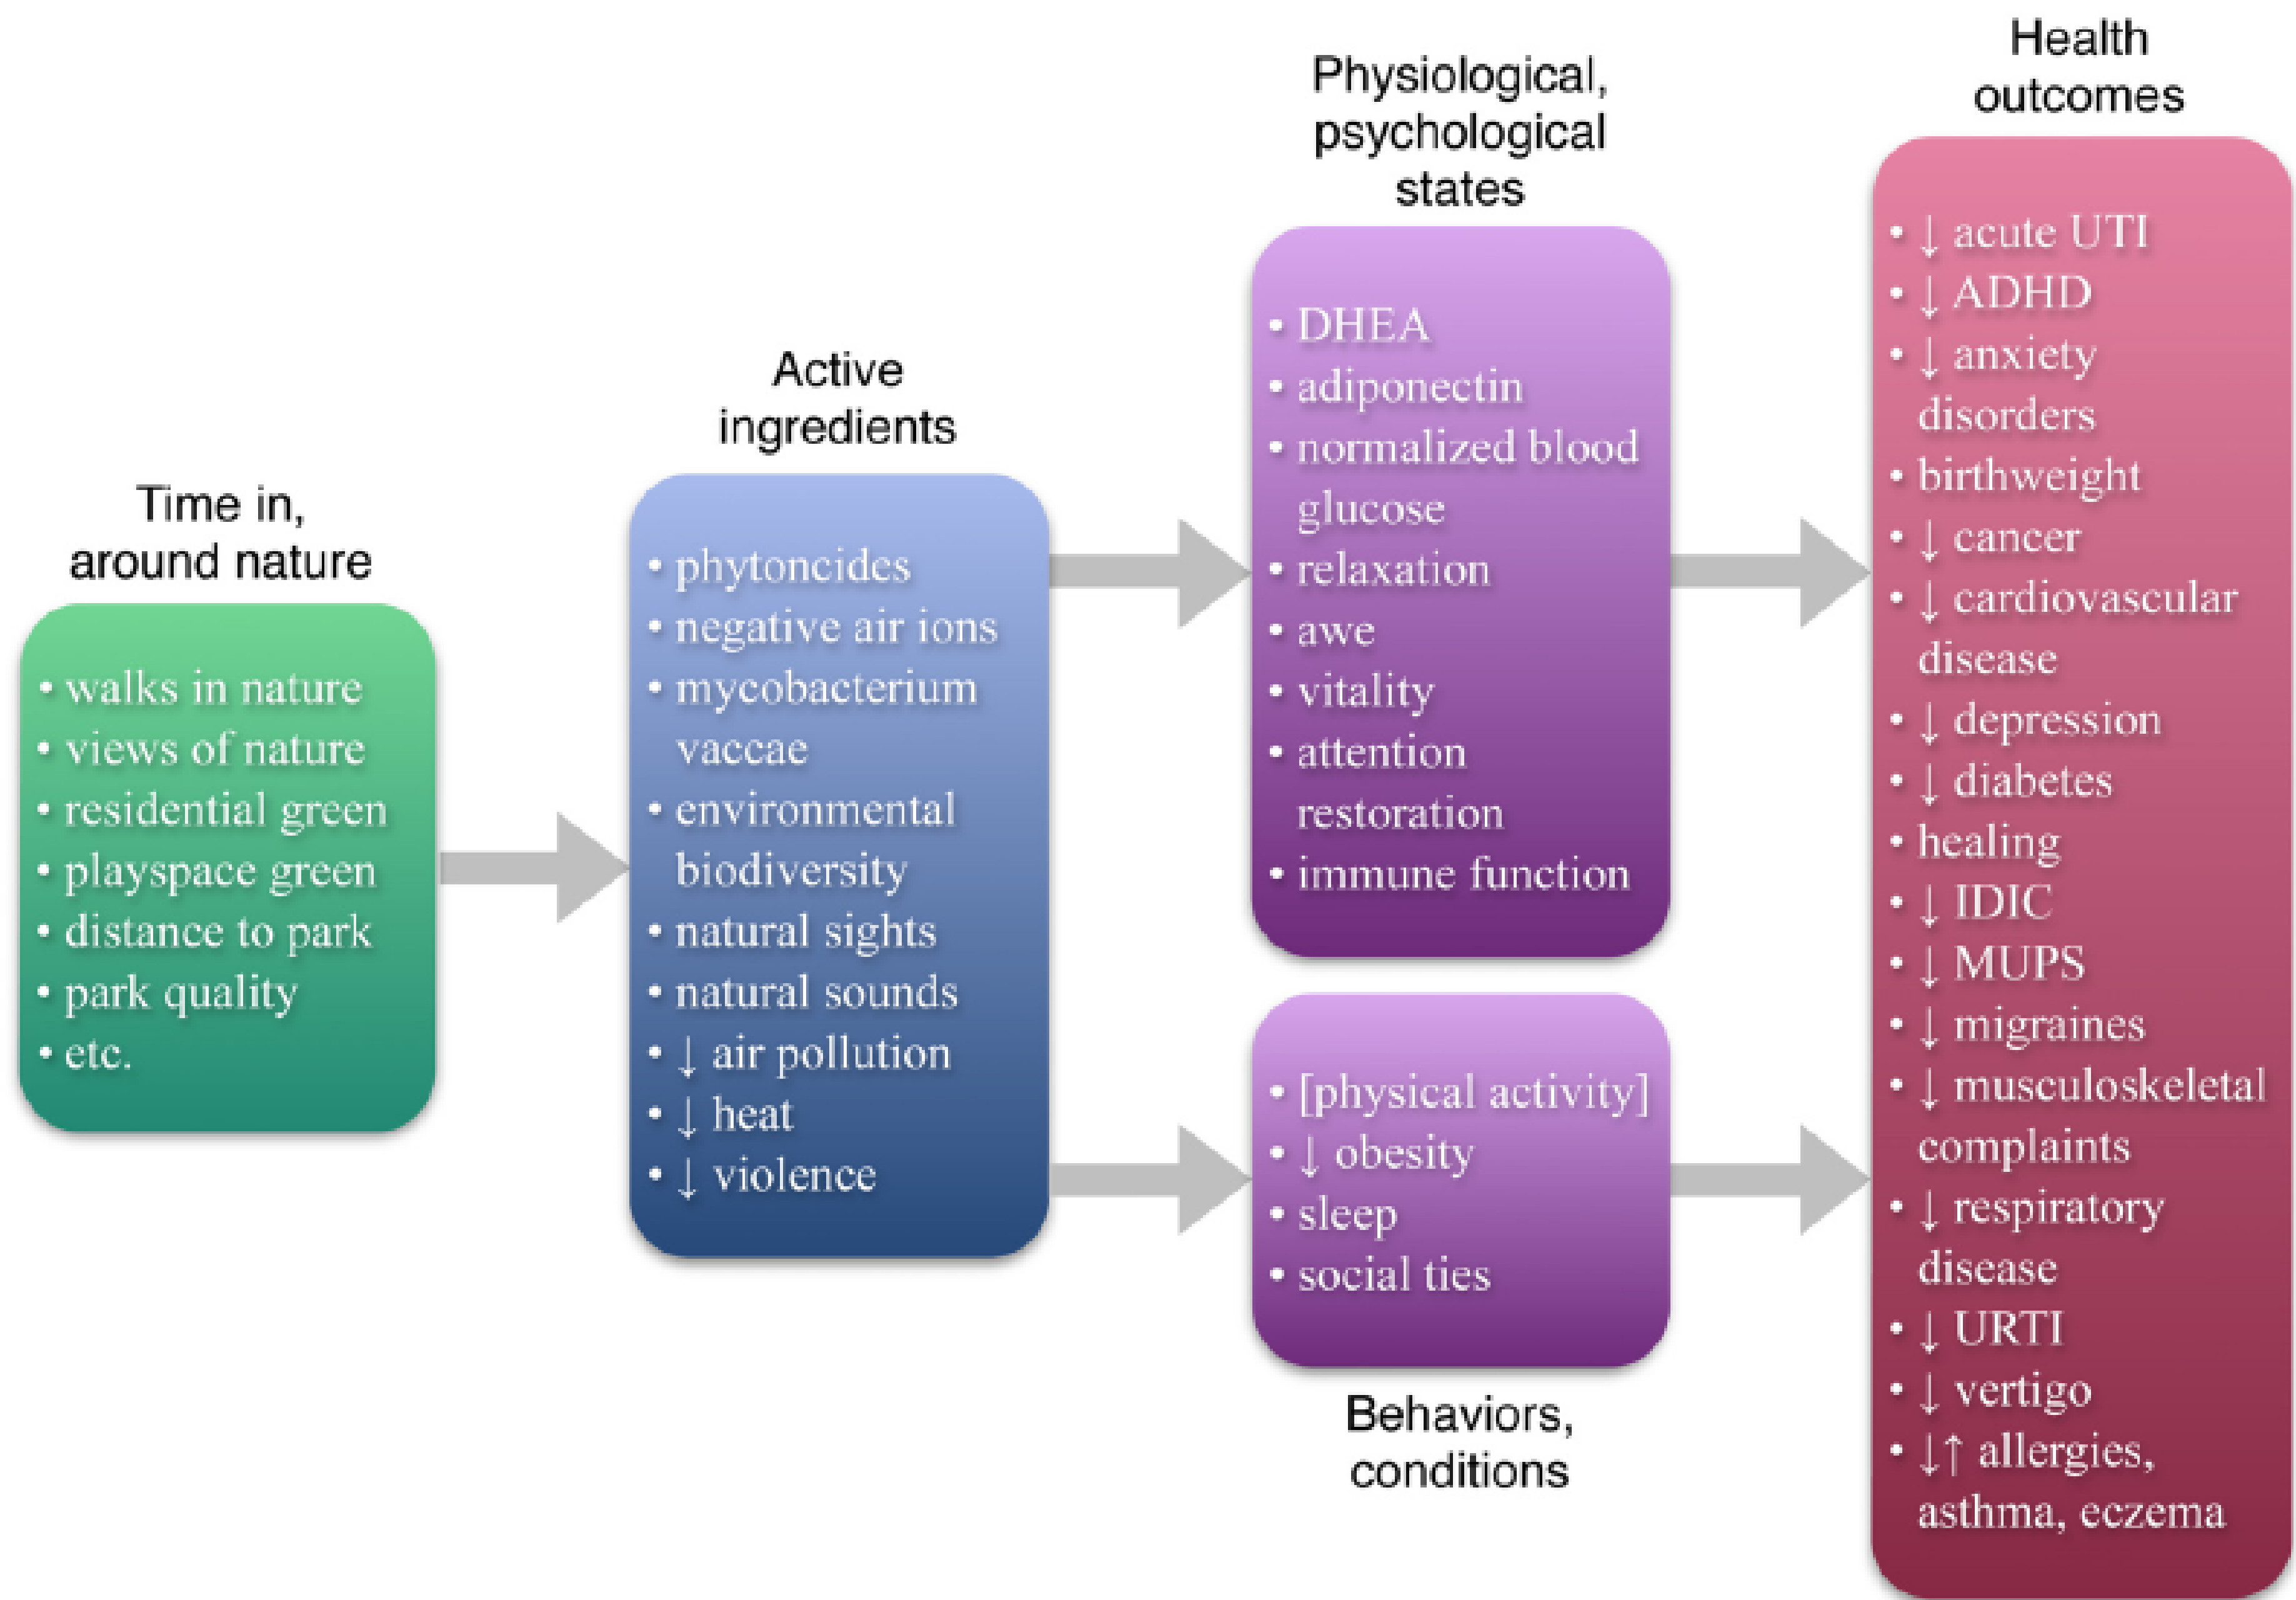 Time in,
around nature
• walks in nature
• views of nature
• residential green
• playspace green
• distance to park
• park quality
• etc.
Active
ingredients
• phytoncides
• negative air ions
• mycobacterium
vaccae
• environmental
biodiversity
• natural sights
• natural sounds
• ↓ air pollution
• ↓ heat
• ↓ violence
Physiological,
psychological
states
• DHEA
• adiponectin
• normalized blood
glucose
• relaxation
• awe
• vitality
• attention
restoration
• immune function
• [physical activity]
• ↓ obesity
• sleep
• social ties
Behaviors,
conditions
Health
outcomes
• ↓ acute UTI
• ↓ ADHD
• ↓ anxiety
disorders
• birthweight
• ↓ cancer
• ↓ cardiovascular
disease
• ↓ depression
• ↓ diabetes
• healing
• ↓ IDIC
• ↓ MUPS
• ↓ migraines
• ↓ musculoskeletal
complaints
• ↓ respiratory
disease
• ↓ URTI
• ↓ vertigo
• ↓↑ allergies,
asthma, eczema